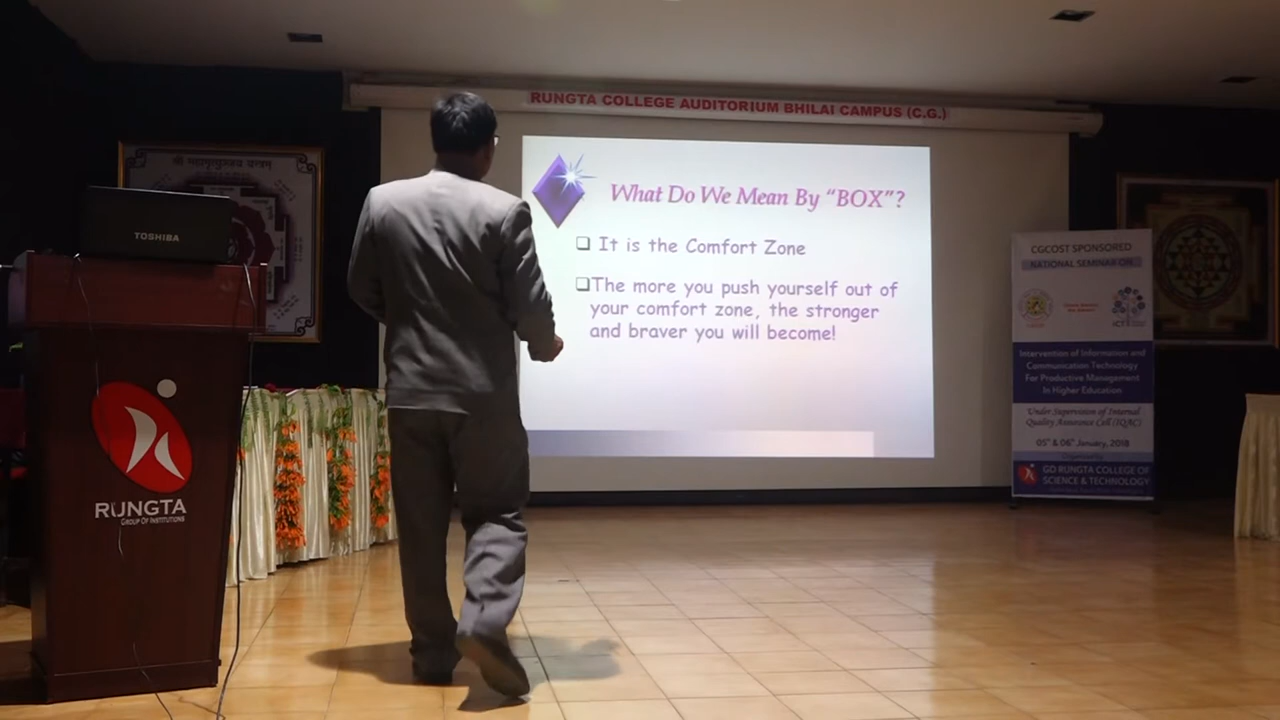 RUNGTA COLLEGE AUDITORIUM BHILAI CAMPUS (C.G.)
What Do We Mean By "BOX"?
❑ It is the Comfort Zone
❑The more you push yourself out of
your comfort zone, the stronger
and braver you will become!
TOSHIBA
RUNGTA
GROUP OF INSTITUTIONS
CGCOST SPONSORED
NATIONAL SEMINAR ON
ICT
Intervention of Information and
Communication Technology
For Productive Management
In Higher Education
Under Supervision of Internal
Quality Assurance Cell (IQAC)
05th & 06th January, 2018
GD RUNGTA COLLEGE OF
SCIENCE & TECHNOLOGY